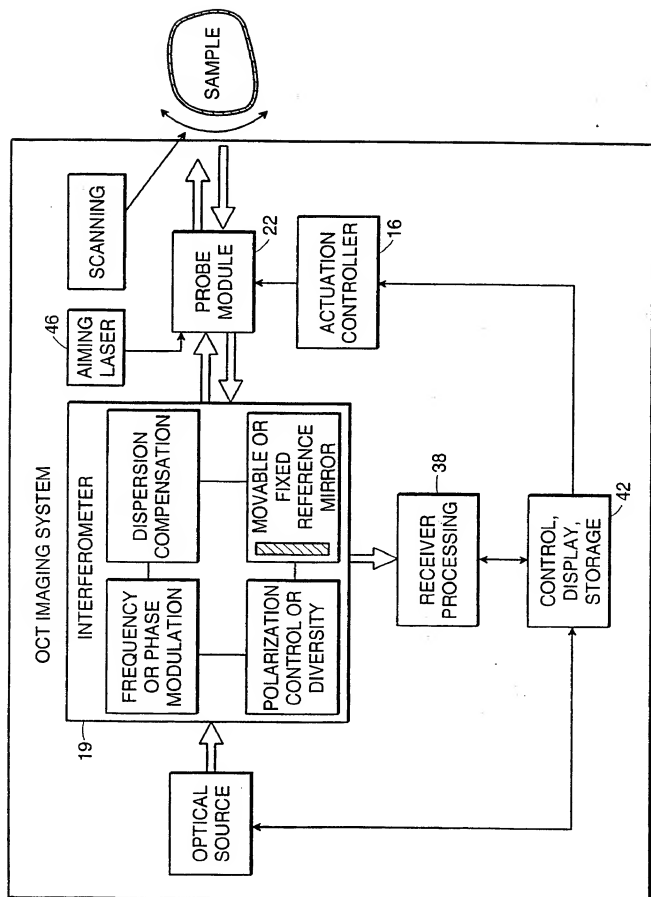 OCT IMAGING SYSTEM
19
INTERFEROMETER
FREQUENCY
OR PHASE
MODULATION
DISPERSION
COMPENSATION
POLARIZATION
CONTROL OR
DIVERSITY
MOVABLE OR
FIXED
REFERENCE
MIRROR
OPTICAL
SOURCE
46
AIMING
LASER
SCANNING
SAMPLE
PROBE
MODULE
22
ACTUATION
CONTROLLER
16
RECEIVER
PROCESSING
38
CONTROL,
DISPLAY,
STORAGE
42